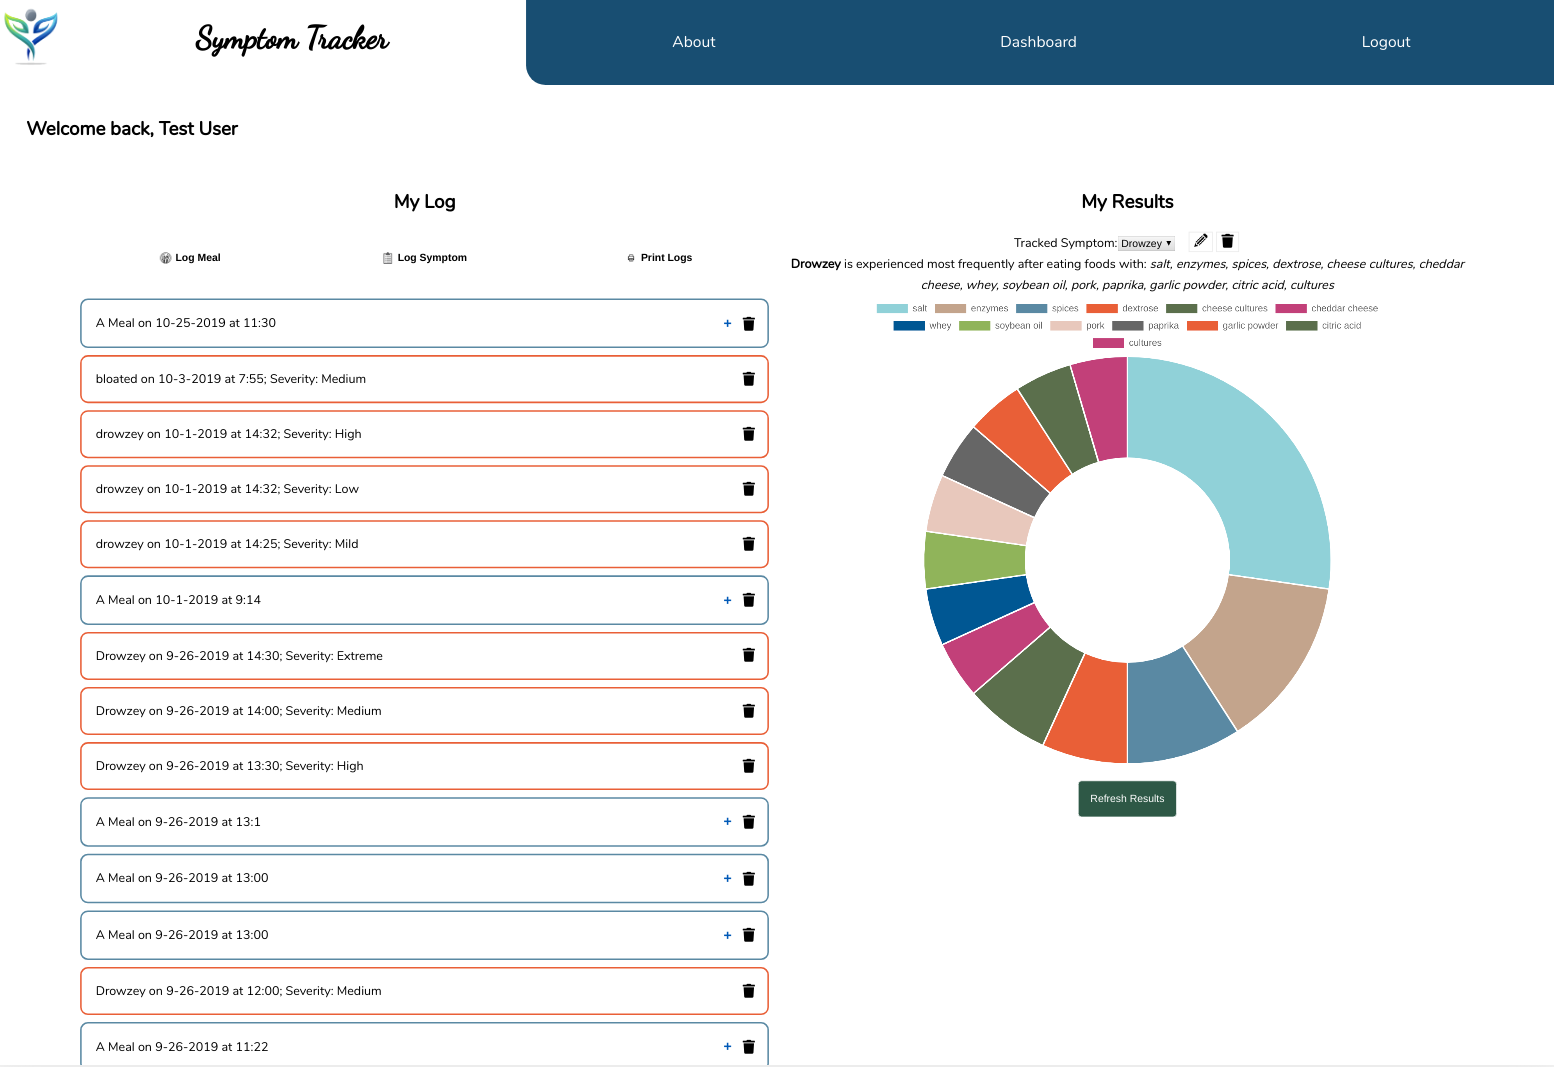 Symptom Tracker
About
Dashboard
Logout
Welcome back, Test User
My Log
Log Meal
Log Symptom
Print Logs
A Meal on 10-25-2019 at 11:30 +
bloated on 10-3-2019 at 7:55; Severity: Medium
drowzey on 10-1-2019 at 14:32; Severity: High
drowzey on 10-1-2019 at 14:32; Severity: Low
drowzey on 10-1-2019 at 14:25; Severity: Mild
A Meal on 10-1-2019 at 9:14 +
Drowzey on 9-26-2019 at 14:30; Severity: Extreme
Drowzey on 9-26-2019 at 14:00; Severity: Medium
Drowzey on 9-26-2019 at 13:30; Severity: High
A Meal on 9-26-2019 at 13:1 +
A Meal on 9-26-2019 at 13:00 +
A Meal on 9-26-2019 at 13:00 +
Drowzey on 9-26-2019 at 12:00; Severity: Medium
A Meal on 9-26-2019 at 11:22 +
My Results
Tracked Symptom: Drowzey
Drowzey is experienced most frequently after eating foods with: salt, enzymes, spices, dextrose, cheese cultures, cheddar
cheese, whey, soybean oil, pork, paprika, garlic powder, citric acid, cultures
salt enzymes spices dextrose cheese cultures cheddar cheese
whey soybean oil pork paprika garlic powder citric acid
cultures
Refresh Results